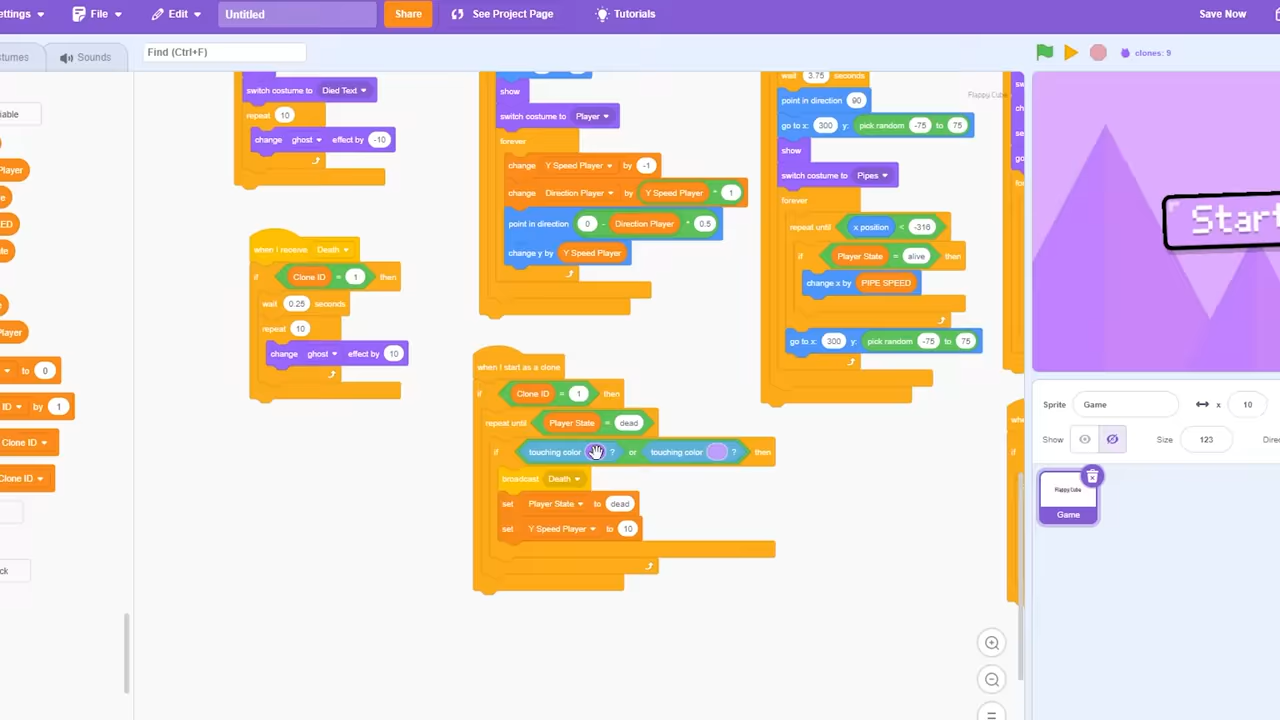 ettings File Edit Untitled Share See Project Page Tutorials Save Now
tumes Sounds Find (Ctrl+F) clones: 9
iable
layer
e
ED
ate
layer
to 0
ID by 1
Clone ID
Clone ID
ck
switch costume to Died Text
repeat 10
change ghost effect by -10
when I receive Death
if Clone ID = 1 then
wait 0.25 seconds
repeat 10
change ghost effect by 10
show
switch costume to Player
forever
change Y Speed Player by -1
change Direction Player by Y Speed Player * 1
point in direction 0 - Direction Player * 0.5
change y by Y Speed Player
when I start as a clone
if Clone ID = 1 then
repeat until Player State = dead
if touching color ? or touching color ? then
broadcast Death
set Player State to dead
set Y Speed Player to 10
wait 3.75 seconds
point in direction 90
go to x: 300 y: pick random -75 to 75
show
switch costume to Pipes
forever
repeat until x position < -316
if Player State = alive then
change x by PIPE SPEED
go to x: 300 y: pick random -75 to 75
Flappy Cube
Start
Sprite Game x 10
Show Size 123
Flappy Cube
Game